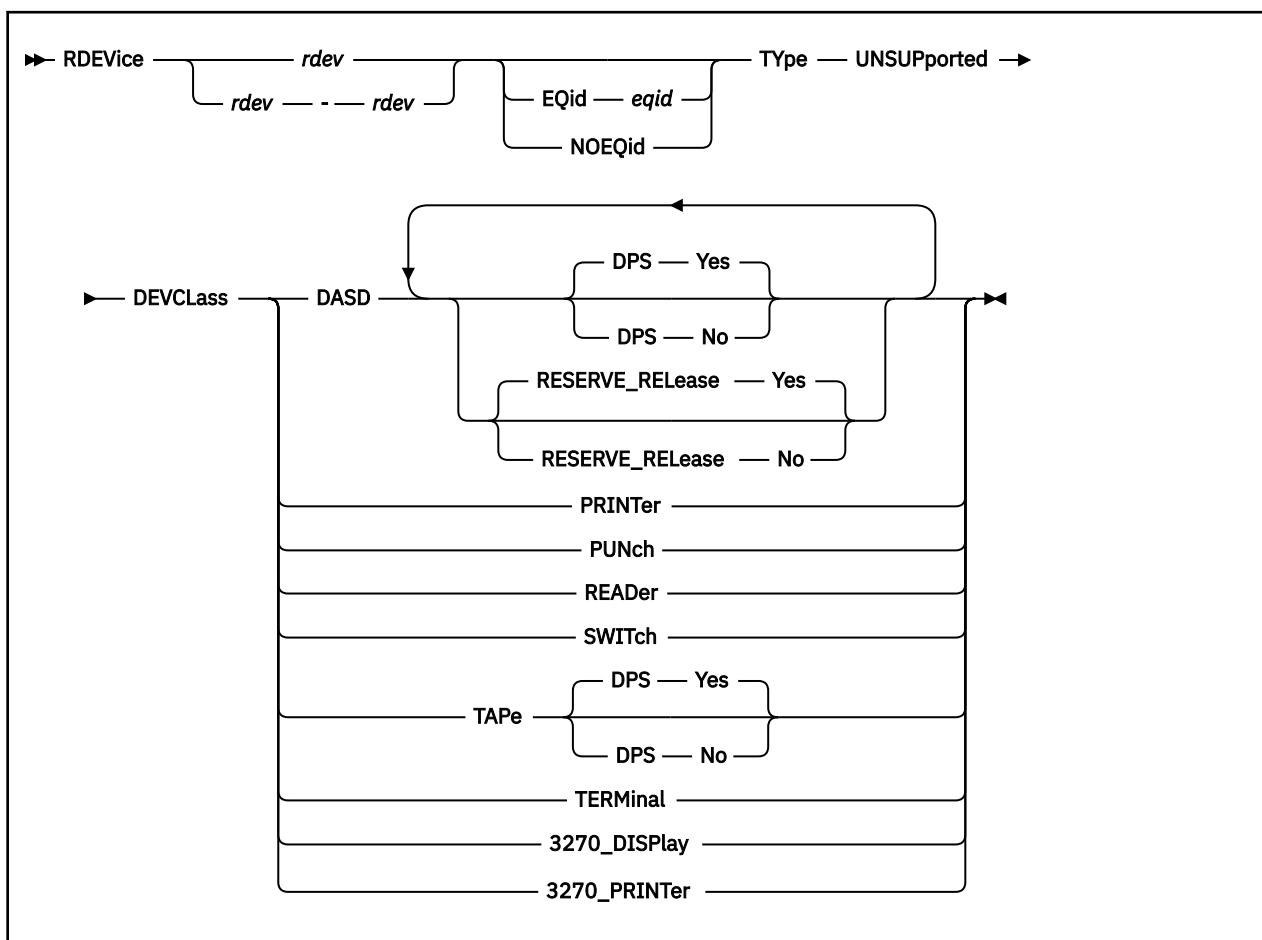 RDEVice rdev TYpe UNSUPported
rdev - rdev EQid eqid
NOEQid
DPS Yes
DEVCLass DASD
DPS No
RESERVE_RELease Yes
RESERVE_RELease No
PRINTer
PUNch
READer
SWITch
DPS Yes
TAPe
DPS No
TERMinal
3270_DISPlay
3270_PRINTer